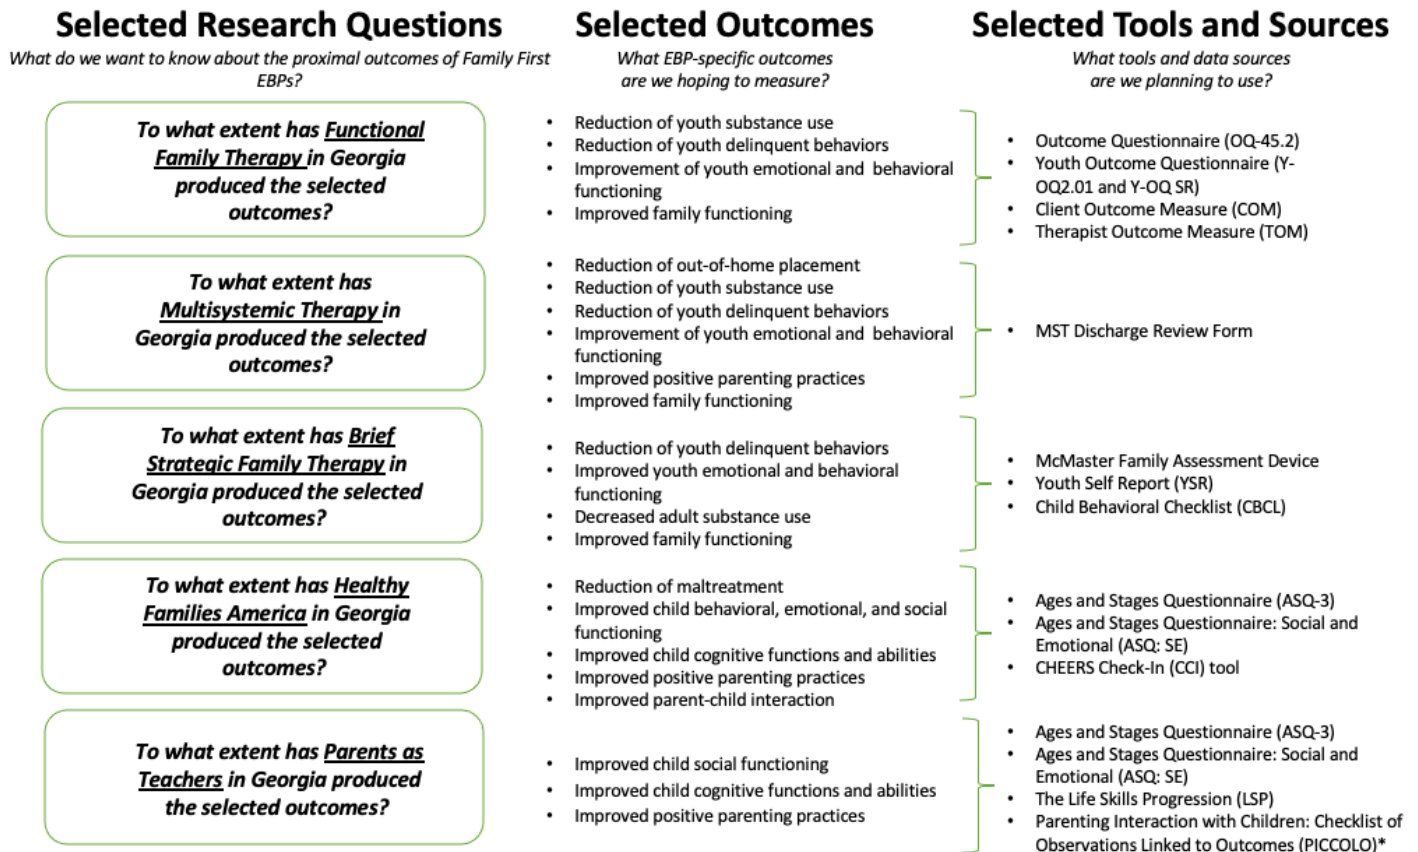 Selected Research Questions
What do we want to know about the proximal outcomes of Family First
EBPs?
Selected Outcomes
What EBP-specific outcomes
are we hoping to measure?
Selected Tools and Sources
What tools and data sources
are we planning to use?
To what extent has Functional
Family Therapy in Georgia
produced the selected
outcomes?
• Reduction of youth substance use
• Reduction of youth delinquent behaviors
• Improvement of youth emotional and behavioral
functioning
• Improved family functioning
• Outcome Questionnaire (OQ-45.2)
• Youth Outcome Questionnaire (Y-
OQ2.01 and Y-OQ SR)
• Client Outcome Measure (COM)
• Therapist Outcome Measure (TOM)
To what extent has
Multisystemic Therapy in
Georgia produced the selected
outcomes?
• Reduction of out-of-home placement
• Reduction of youth substance use
• Reduction of youth delinquent behaviors
• Improvement of youth emotional and behavioral
functioning
• Improved positive parenting practices
• Improved family functioning
• MST Discharge Review Form
To what extent has Brief
Strategic Family Therapy in
Georgia produced the selected
outcomes?
• Reduction of youth delinquent behaviors
• Improved youth emotional and behavioral
functioning
• Decreased adult substance use
• Improved family functioning
• McMaster Family Assessment Device
• Youth Self Report (YSR)
• Child Behavioral Checklist (CBCL)
To what extent has Healthy
Families America in Georgia
produced the selected
outcomes?
• Reduction of maltreatment
• Improved child behavioral, emotional, and social
functioning
• Improved child cognitive functions and abilities
• Improved positive parenting practices
• Improved parent-child interaction
• Ages and Stages Questionnaire (ASQ-3)
• Ages and Stages Questionnaire: Social and
Emotional (ASQ: SE)
• CHEERS Check-In (CCI) tool
To what extent has Parents as
Teachers in Georgia produced
the selected outcomes?
• Improved child social functioning
• Improved child cognitive functions and abilities
• Improved positive parenting practices
• Ages and Stages Questionnaire (ASQ-3)
• Ages and Stages Questionnaire: Social and
Emotional (ASQ: SE)
• The Life Skills Progression (LSP)
• Parenting Interaction with Children: Checklist of
Observations Linked to Outcomes (PICCOLO)*